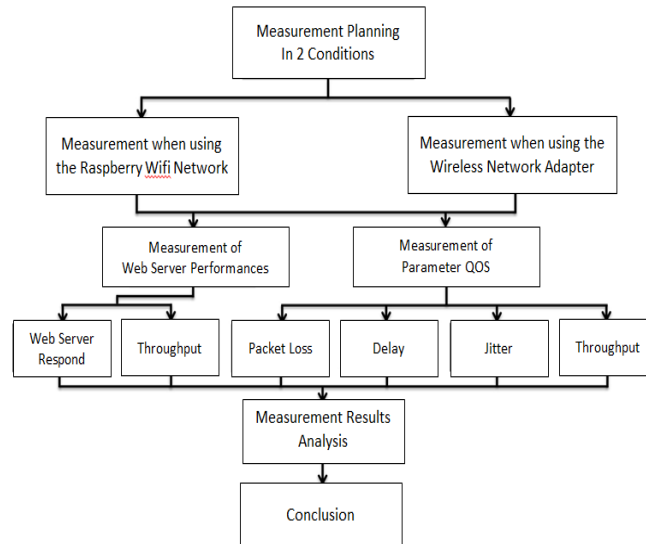 Measurement Planning
In 2 Conditions
Measurement when using
the Raspberry Wifi Network
Measurement when using the
Wireless Network Adapter
Measurement of
Web Server Performances
Measurement of
Parameter QOS
Web Server
Respond
Throughput
Packet Loss
Delay
Jitter
Throughput
Measurement Results
Analysis
Conclusion